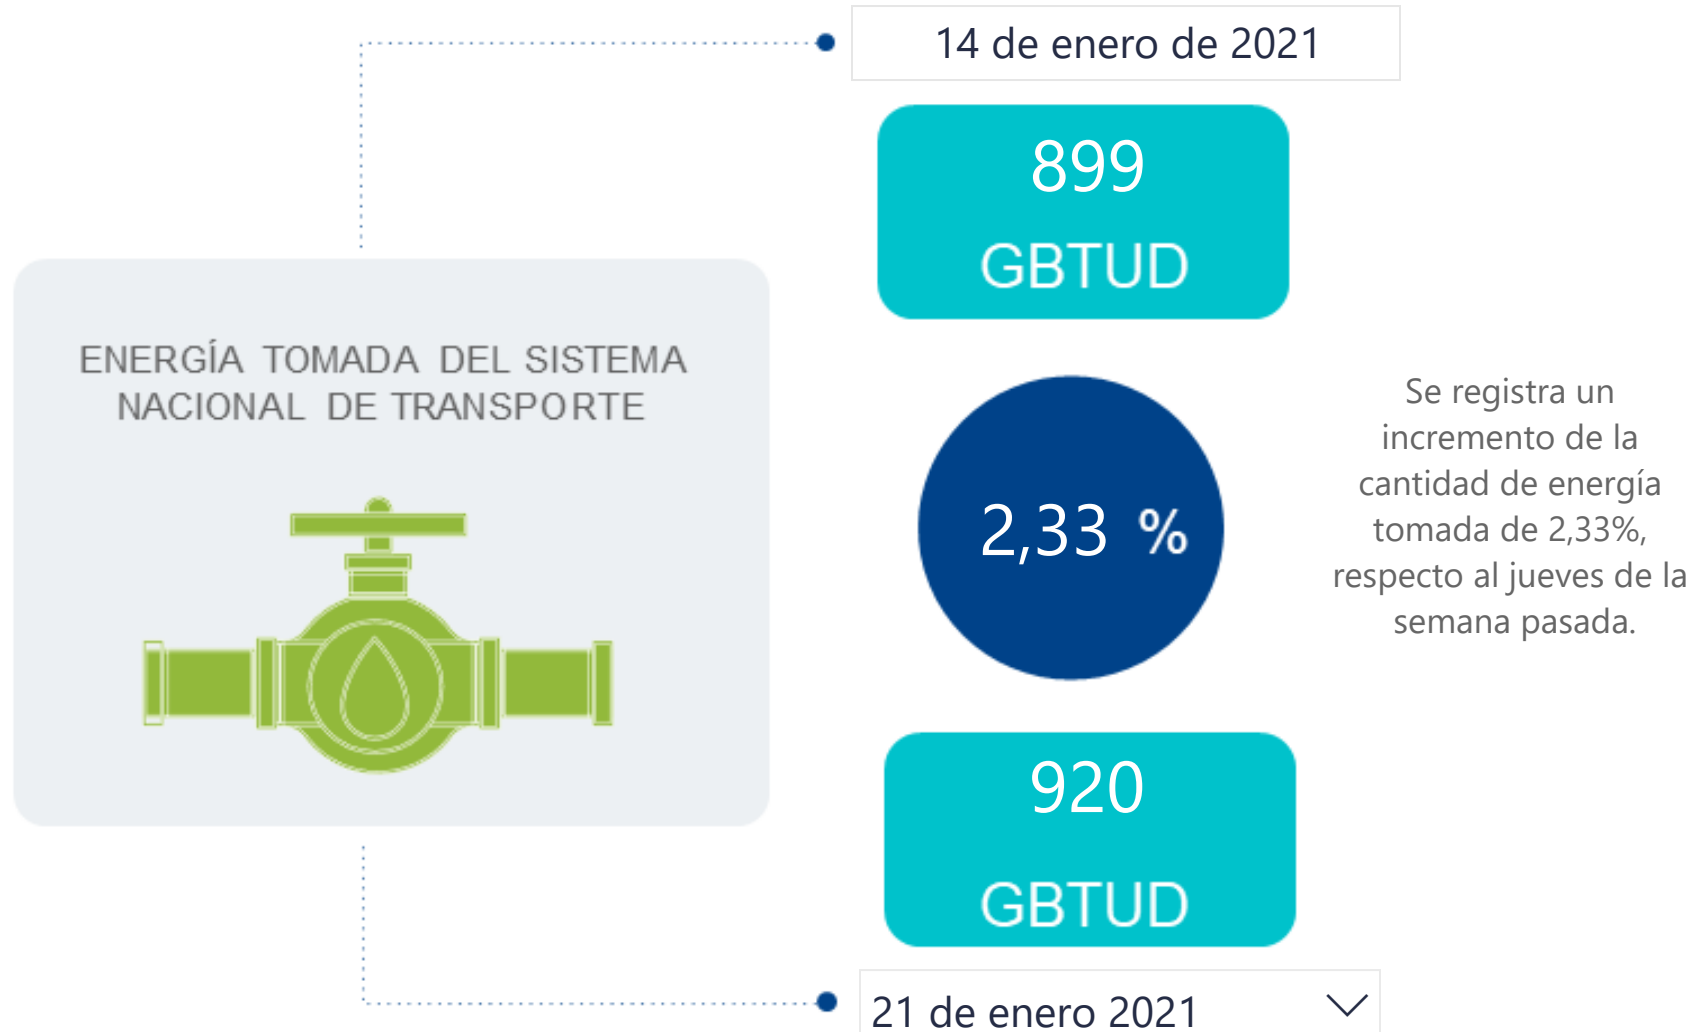 14 de enero de 2021
899
GBTUD
ENERGÍA TOMADA DEL SISTEMA
NACIONAL DE TRANSPORTE
2,33 %
Se registra un
incremento de la
cantidad de energía
tomada de 2,33%,
respecto al jueves de la
semana pasada.
920
GBTUD
21 de enero 2021